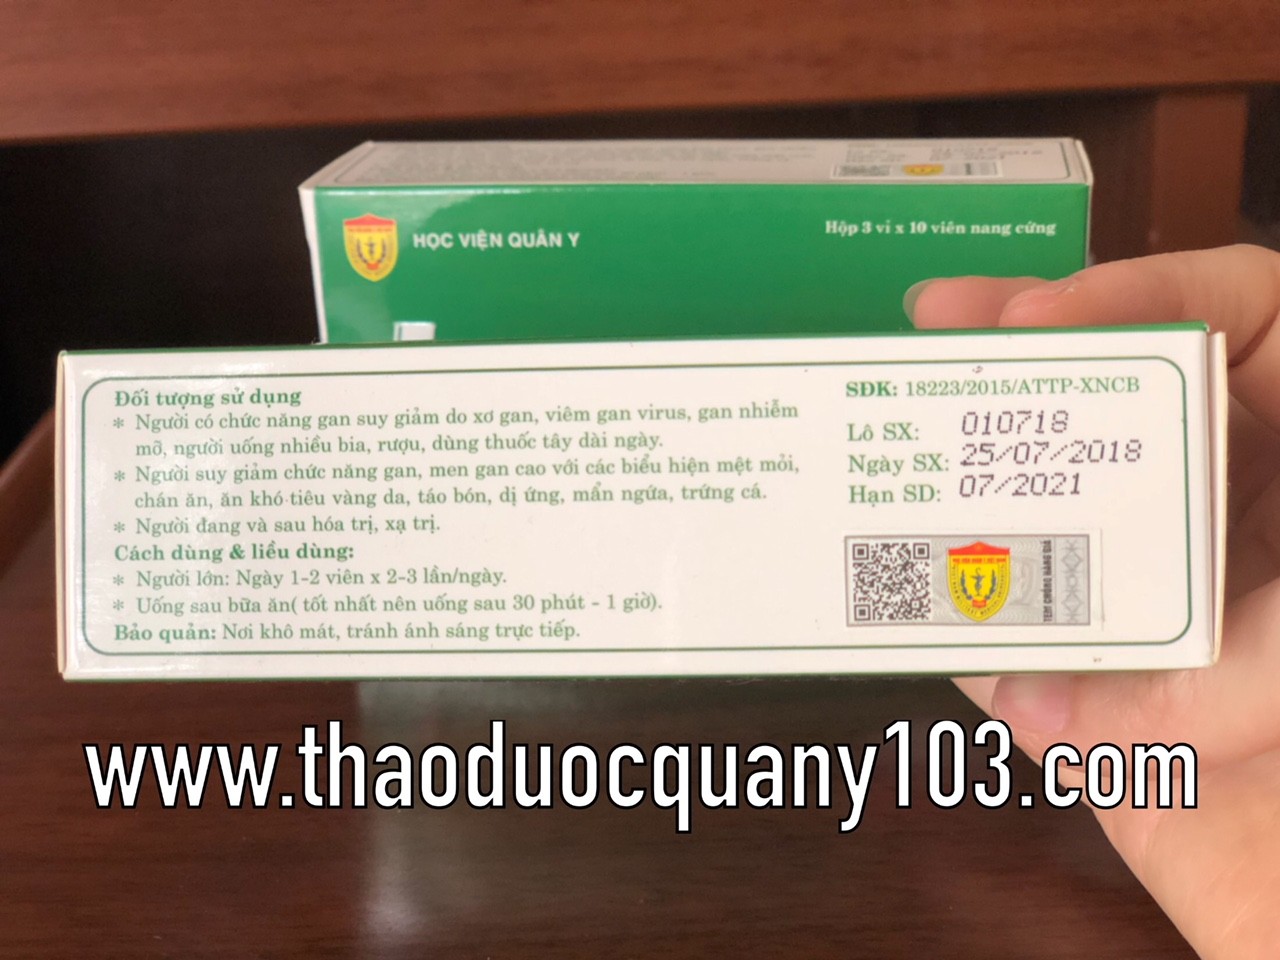 HỌC VIỆN QUÂN Y
Hộp 3 vỉ x 10 viên nang cứng
Đối tượng sử dụng
* Người có chức năng gan suy giảm do xơ gan, viêm gan virus, gan nhiễm
mỡ, người uống nhiều bia, rượu, dùng thuốc tây dài ngày.
* Người suy giảm chức năng gan, men gan cao với các biểu hiện mệt mỏi,
chán ăn, ăn khó tiêu vàng da, táo bón, dị ứng, mẩn ngứa, trứng cá.
* Người đang và sau hóa trị, xạ trị.
Cách dùng & liều dùng:
* Người lớn: Ngày 1-2 viên x 2-3 lần/ngày.
* Uống sau bữa ăn( tốt nhất nên uống sau 30 phút - 1 giờ).
Bảo quản: Nơi khô mát, tránh ánh sáng trực tiếp.
SĐK: 18223/2015/ATTP-XNCB
Lô SX: 010718
Ngày SX: 25/07/2018
Hạn SD: 07/2021
TEM CHỐNG HÀNG GIẢ
www.thaoduocquany103.com